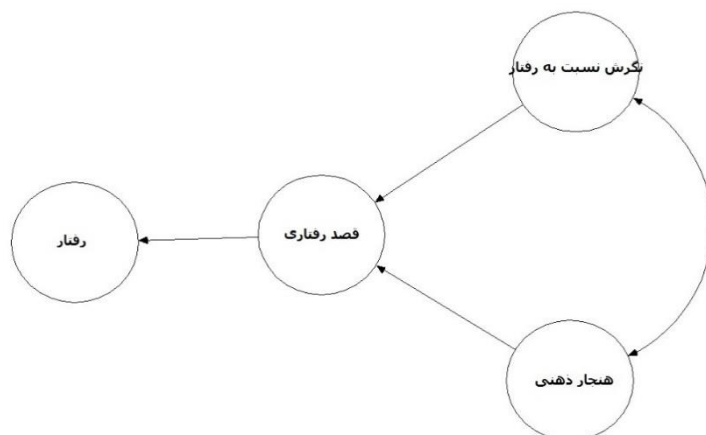 نگرش نسبت به رفتار
قصد رفتاری
رفتار
هنجار ذهنی